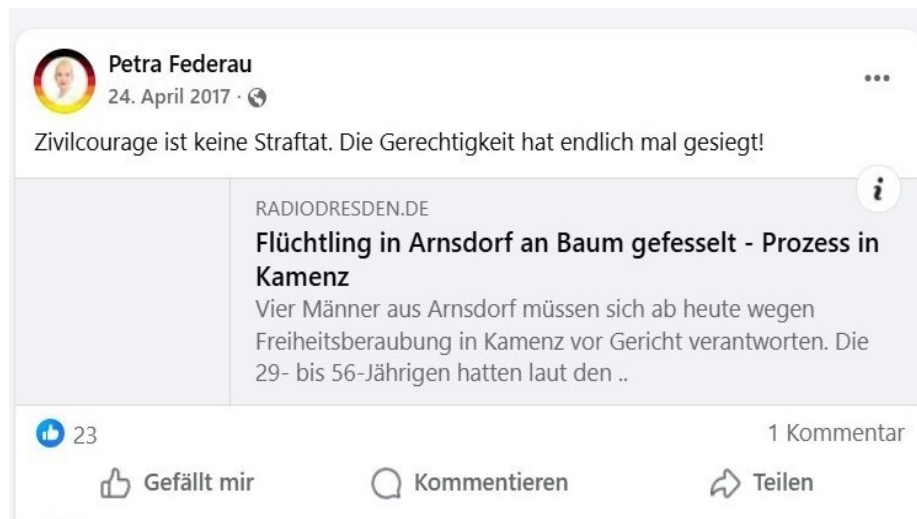 Petra Federau
24. April 2017 ·
Zivilcourage ist keine Straftat. Die Gerechtigkeit hat endlich mal gesiegt!
i
RADIODRESDEN.DE
Flüchtling in Arnsdorf an Baum gefesselt - Prozess in
Kamenz
Vier Männer aus Arnsdorf müssen sich ab heute wegen
Freiheitsberaubung in Kamenz vor Gericht verantworten. Die
29- bis 56-Jährigen hatten laut den ..
23
1 Kommentar
Gefällt mir
Kommentieren
Teilen